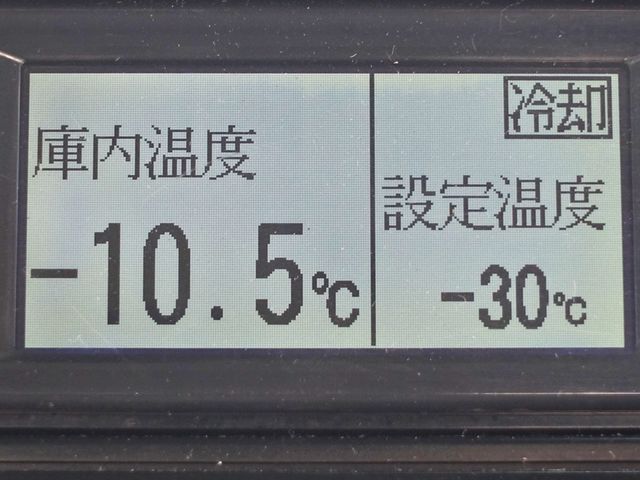 庫内温度
-10.5℃
冷却
設定温度
-30℃